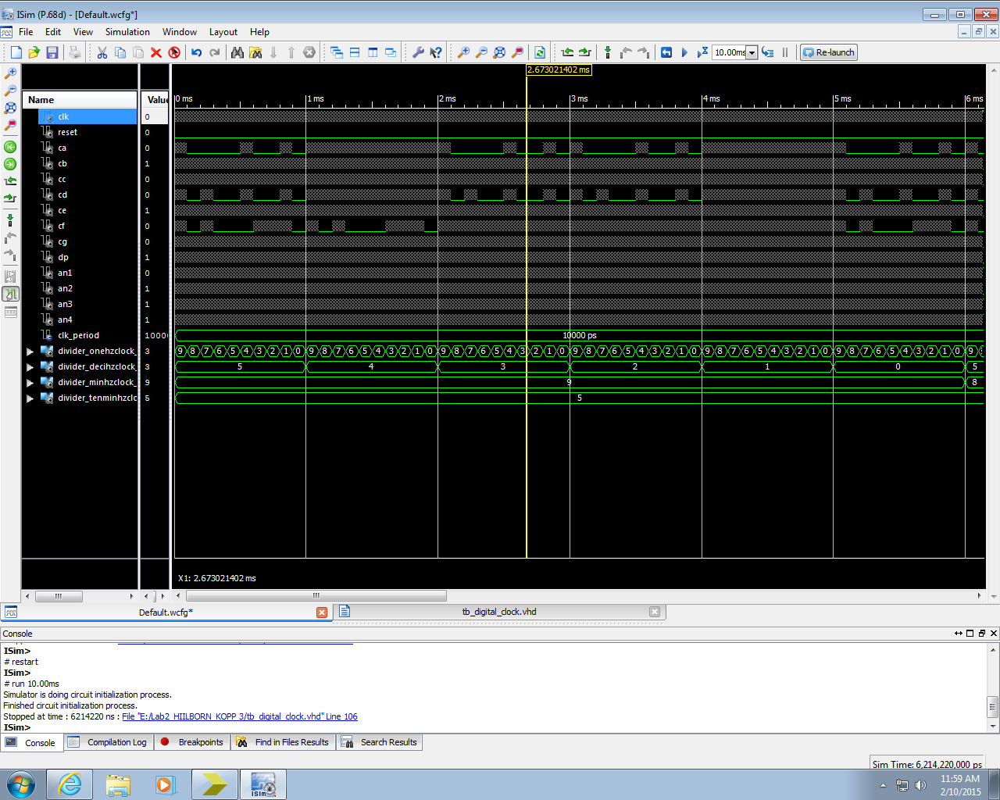 ISim (P.68d) - [Default.wcfg*]
File Edit View Simulation Window Layout Help
10.00ms Re-launch
2.673021402 ms
Name Value
0 ms 1 ms 2 ms 3 ms 4 ms 5 ms 6 ms
clk 0
reset 0
ca 0
cb 1
cc 0
cd 0
ce 1
cf 0
cg 0
dp 1
an1 0
an2 1
an3 1
an4 1
clk_period 10000 ps
divider_onehzclock_ 3 9 8 7 6 5 4 3 2 1 0 9 8 7 6 5 4 3 2 1 0 9 8 7 6 5 4 3 2 1 0 9 8 7 6 5 4 3 2 1 0 9 8 7 6 5 4 3 2 1 0 9 8 7 6 5 4 3 2 1 0 9
divider_decihzclock_ 3 5 4 3 2 1 0 5
divider_minhzclock_ 9 9 8
divider_tenminhzclo 5 5
X1: 2.673021402 ms
Default.wcfg* tb_digital_clock.vhd
Console
ISim>
# restart
ISim>
# run 10.00ms
Simulator is doing circuit initialization process.
Finished circuit initialization process.
Stopped at time : 6214220 ns : File "E:/Lab2_HIILBORN_KOPP_3/tb_digital_clock.vhd" Line 106
ISim>
Console Compilation Log Breakpoints Find in Files Results Search Results
Sim Time: 6,214,220,000 ps
ISim
11:59 AM
2/10/2015